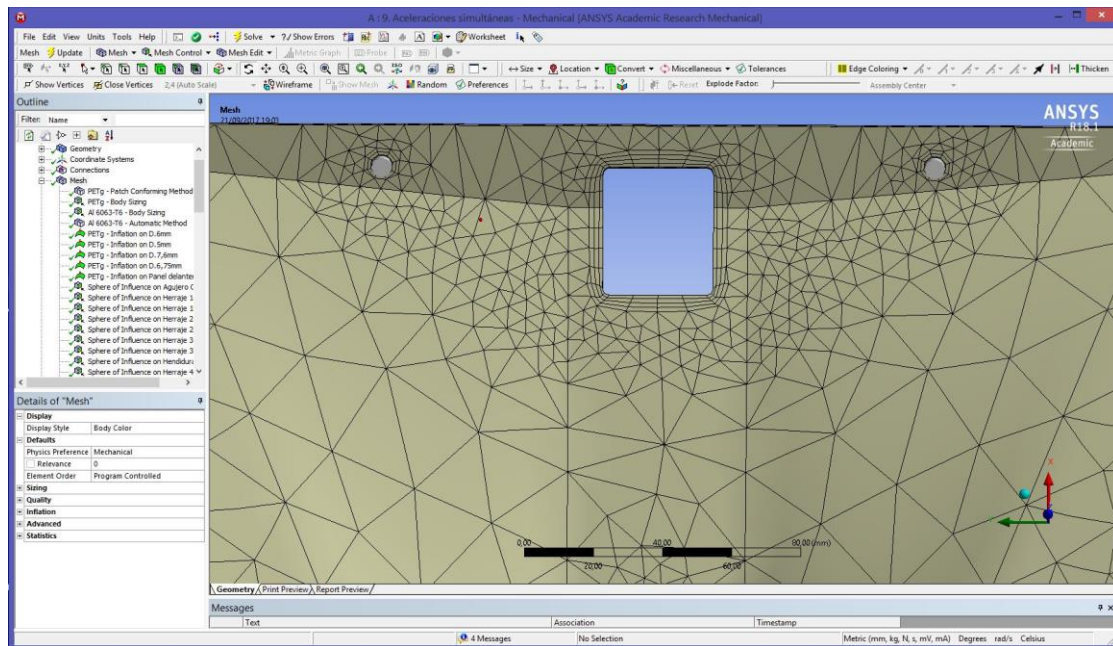 A : 9. Aceleraciones simultáneas - Mechanical [ANSYS Academic Research Mechanical]
File Edit View Units Tools Help Solve ?/ Show Errors Worksheet
Mesh Update Mesh Mesh Control Mesh Edit Metric Graph Probe
Size Location Convert Miscellaneous Tolerances Edge Coloring Thicken
Show Vertices Close Vertices 2,4 (Auto Scale) Wireframe Show Mesh Random Preferences Reset Explode Factor: Assembly Center
Outline
Filter: Name
Geometry
Coordinate Systems
Connections
Mesh
PETg - Patch Conforming Method
PETg - Body Sizing
Al 6063-T6 - Body Sizing
Al 6063-T6 - Automatic Method
PETg - Inflation on D.6mm
PETg - Inflation on D.5mm
PETg - Inflation on D.7,6mm
PETg - Inflation on D.6,75mm
PETg - Inflation on Panel delanter
Sphere of Influence on Agujero C
Sphere of Influence on Herraje 1
Sphere of Influence on Herraje 1
Sphere of Influence on Herraje 2
Sphere of Influence on Herraje 2
Sphere of Influence on Herraje 3
Sphere of Influence on Herraje 3
Sphere of Influence on Hendidura
Sphere of Influence on Herraje 4
Details of "Mesh"
Display
Display Style Body Color
Defaults
Physics Preference Mechanical
Relevance 0
Element Order Program Controlled
Sizing
Quality
Inflation
Advanced
Statistics
Mesh
21/09/2017 19:03
ANSYS
R18.1
Academic
X
0,00 40,00 80,00 (mm)
20,00 60,00
Geometry Print Preview Report Preview
Messages
Text Association Timestamp
4 Messages No Selection Metric (mm, kg, N, s, mV, mA) Degrees rad/s Celsius